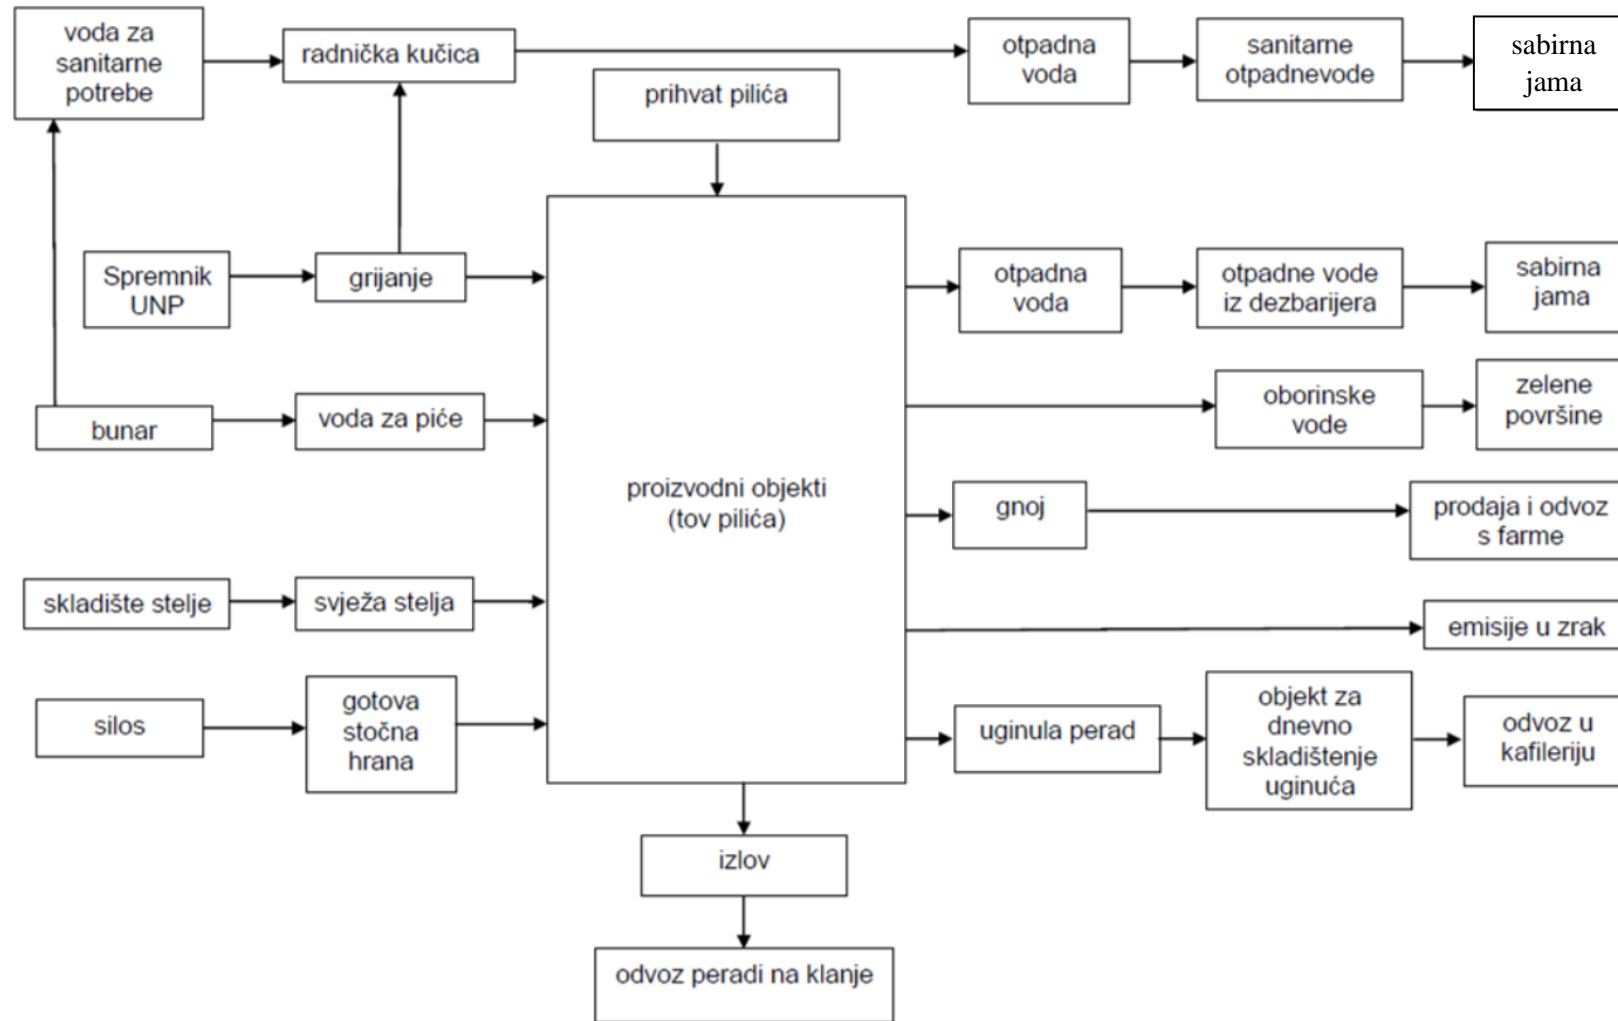 voda za
sanitarne
potrebe
radnička kučica
otpadna
voda
sanitarne
otpadnevode
sabirna
jama
prihvat pilića
Spremnik
UNP
grijanje
otpadna
voda
otpadne vode
iz dezbarijera
sabirna
jama
bunar
voda za piće
oborinske
vode
zelene
površine
proizvodni objekti
(tov pilića)
gnoj
prodaja i odvoz
s farme
skladište stelje
svježa stelja
emisije u zrak
silos
gotova
stočna
hrana
uginula perad
objekt za
dnevno
skladištenje
uginuća
odvoz u
kafileriju
izlov
odvoz peradi na klanje